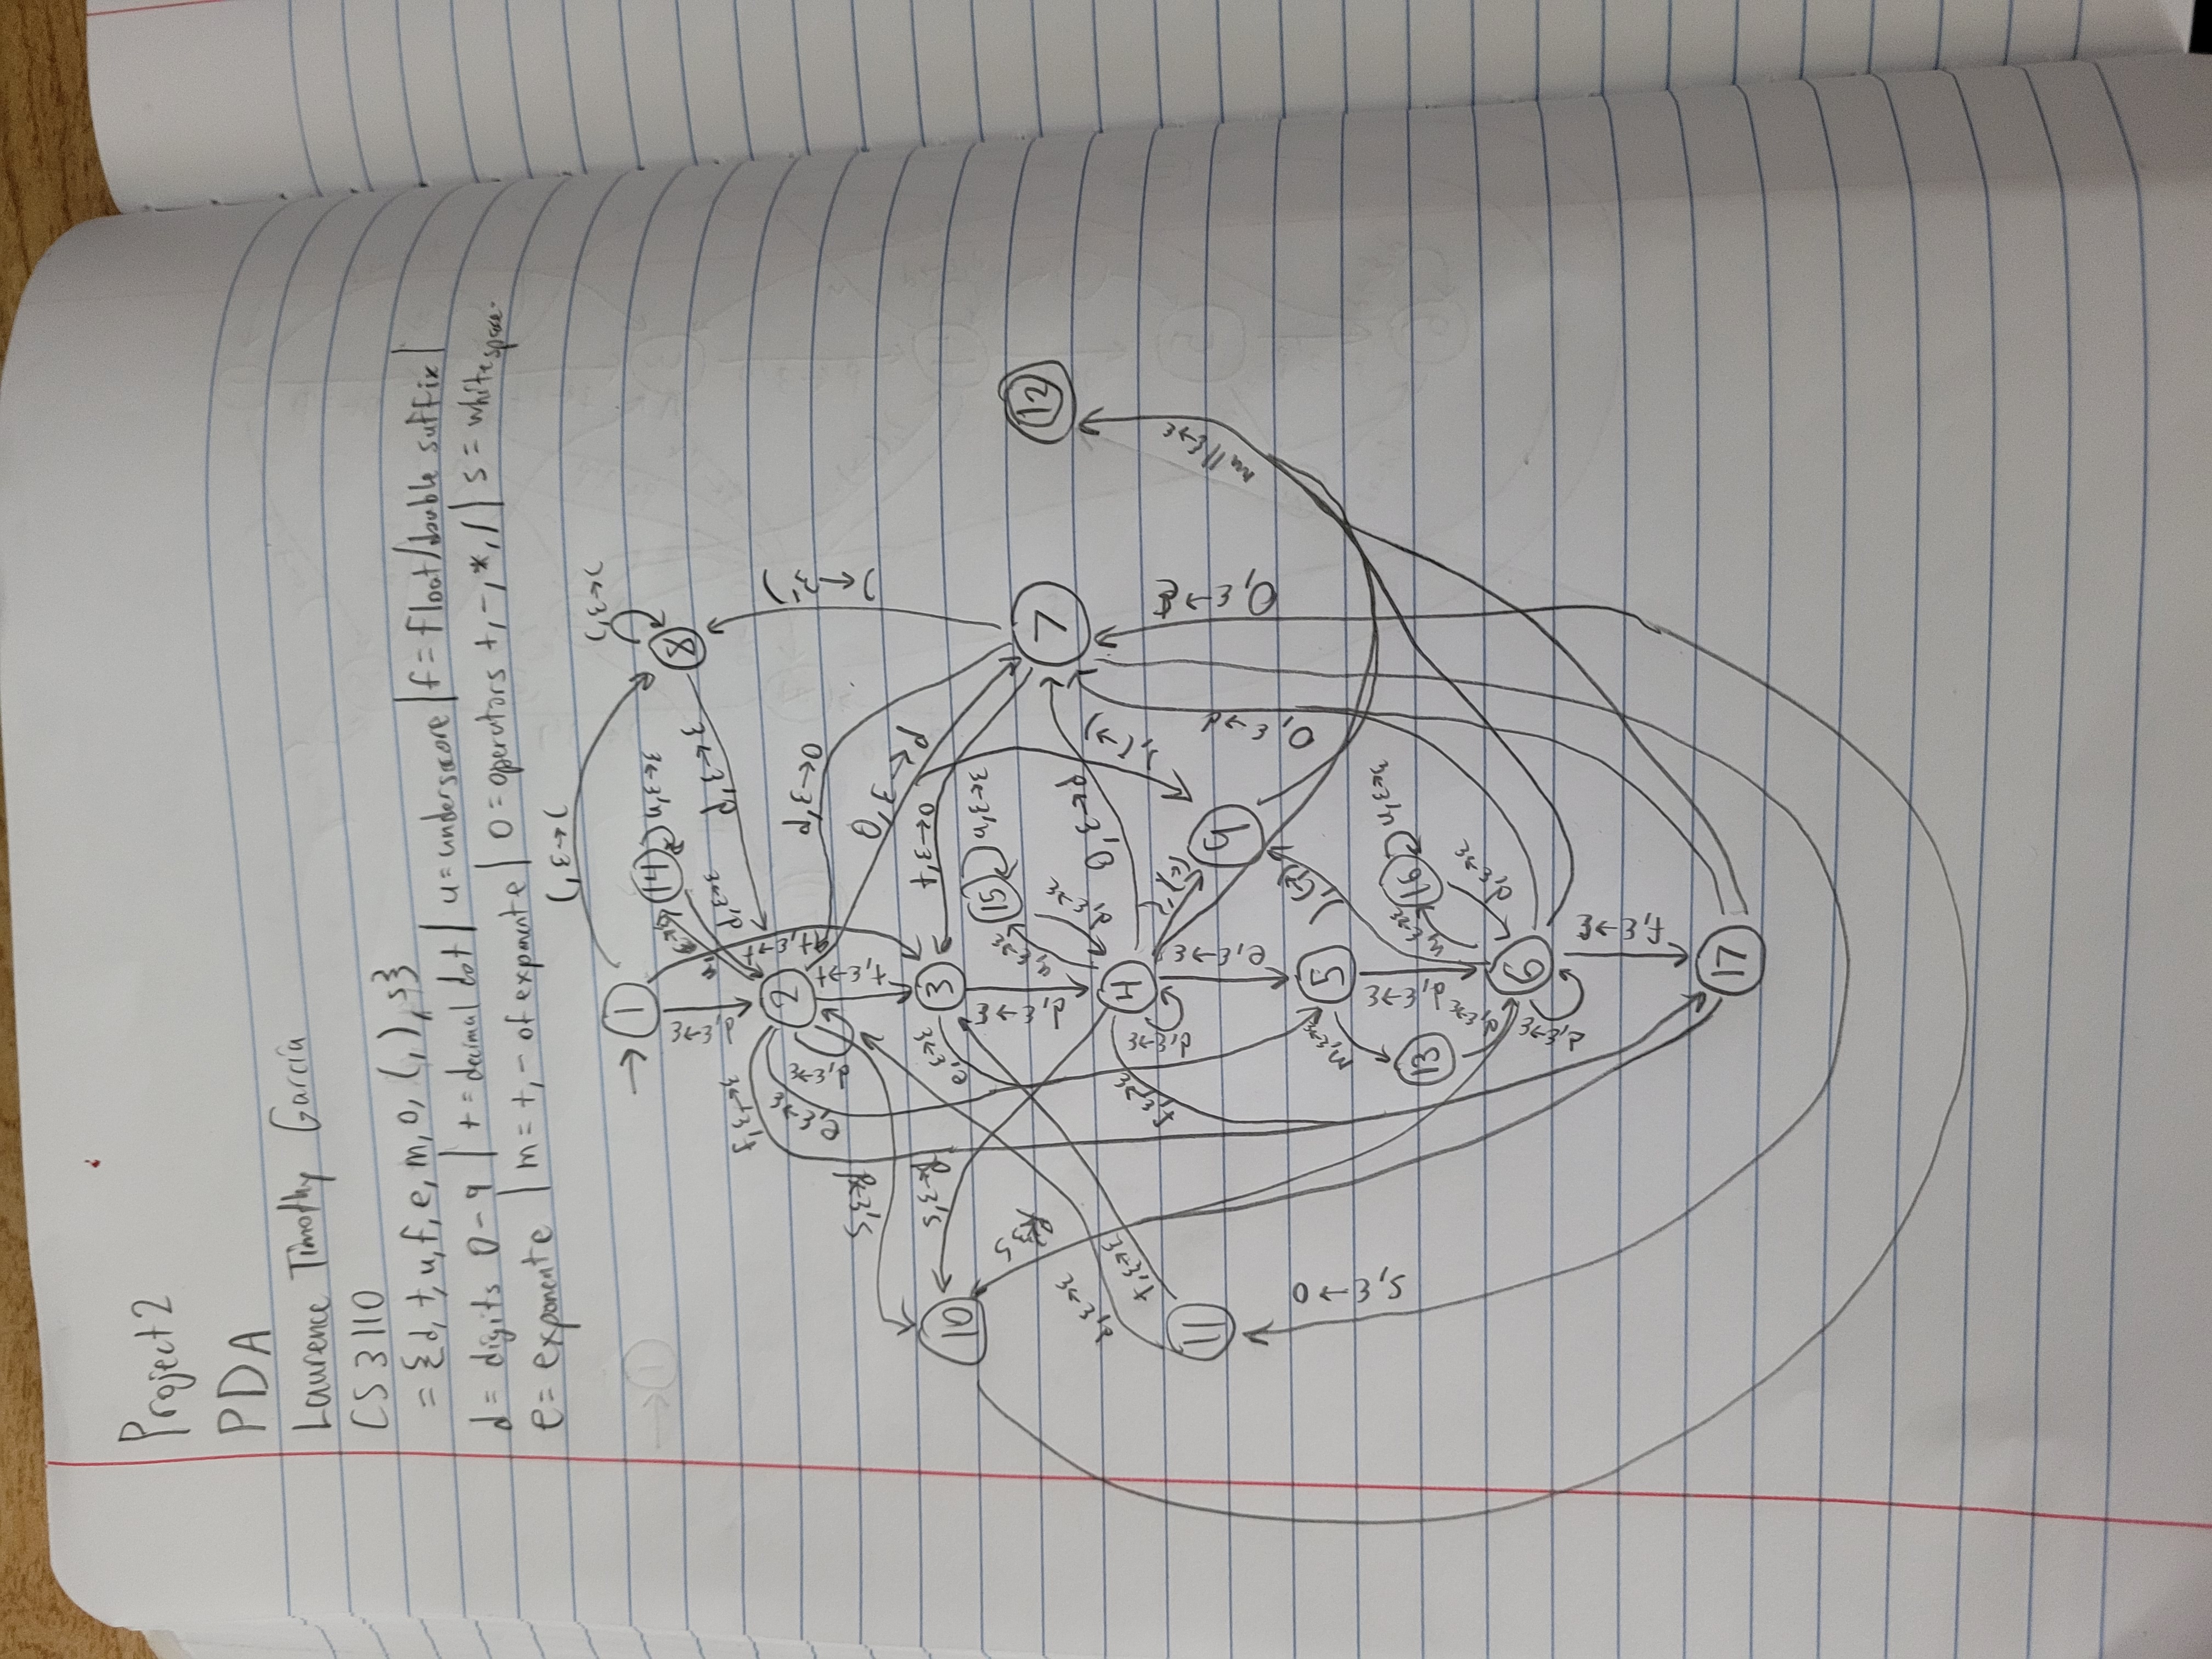 Project 2
PDA
Laurence Timothy Garcia
CS 3110
= {d, t, u, f, e, m, o, (, ), s}
d = digits 0-9 | t = decimal dot | u = underscore | f = float/double suffix |
e = exponente | m = +, - of exponente | o = operators +, -, *, / | s = whitespace
(, ε→)
1
(, ε→)
14
u, ε→ε
8
d, ε→ε
d, ε→ε
d, ε→ε
f, ε→ε
2
e, ε→ε
d, ε→ε
t, ε→ε
d, ε→o
(, ε→(
s, ε→d
O, ε→d
10
s, ε→d
3
t, ε→o
e, ε→ε
15
u, ε→ε
d, ε→ε
u, ε→ε
7
12
d, ε→ε
d, ε→ε
t, ε→ε
4
O, ε→d
f, ε→ε
d, ε→ε
11
e, ε→ε
9
O, ε→d
O, ε→d
null, ε→ε
s, ε→o
5
m, ε→ε
d, ε→ε
13
16
u, ε→ε
u, ε→ε
d, ε→ε
d, ε→ε
6
d, ε→ε
f, ε→ε
17